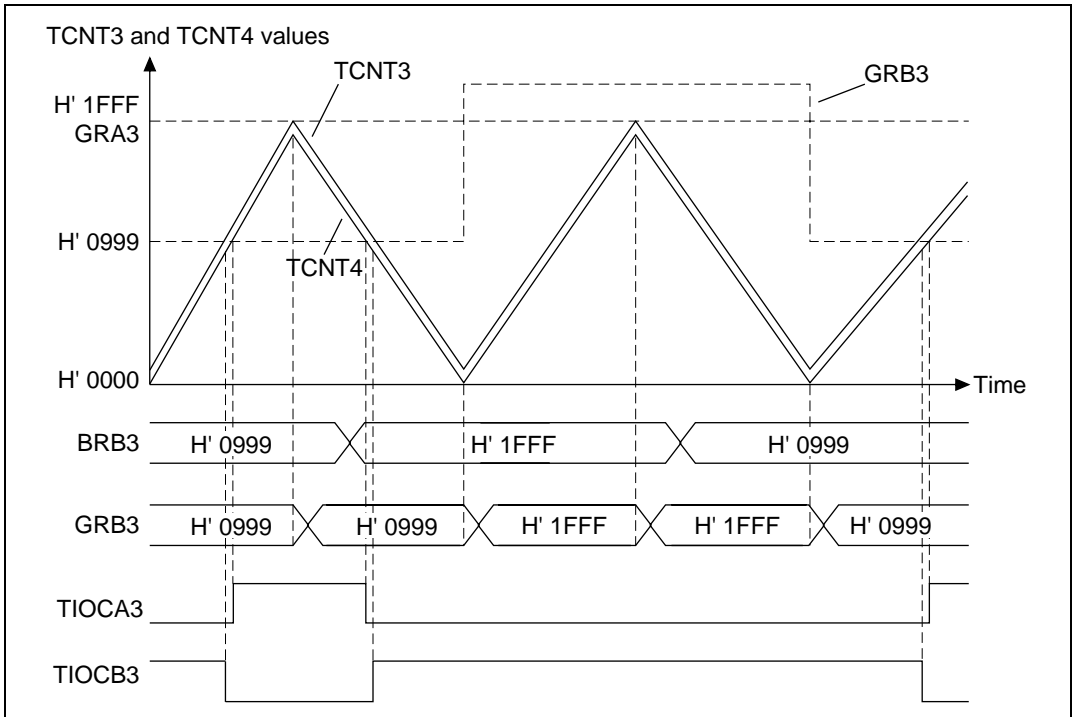 TCNT3 and TCNT4 values
TCNT3
GRB3
H' 1FFF
GRA3
H' 0999
TCNT4
H' 0000
Time
BRB3
H' 0999
H' 1FFF
H' 0999
GRB3
H' 0999
H' 0999
H' 1FFF
H' 1FFF
H' 0999
TIOCA3
TIOCB3